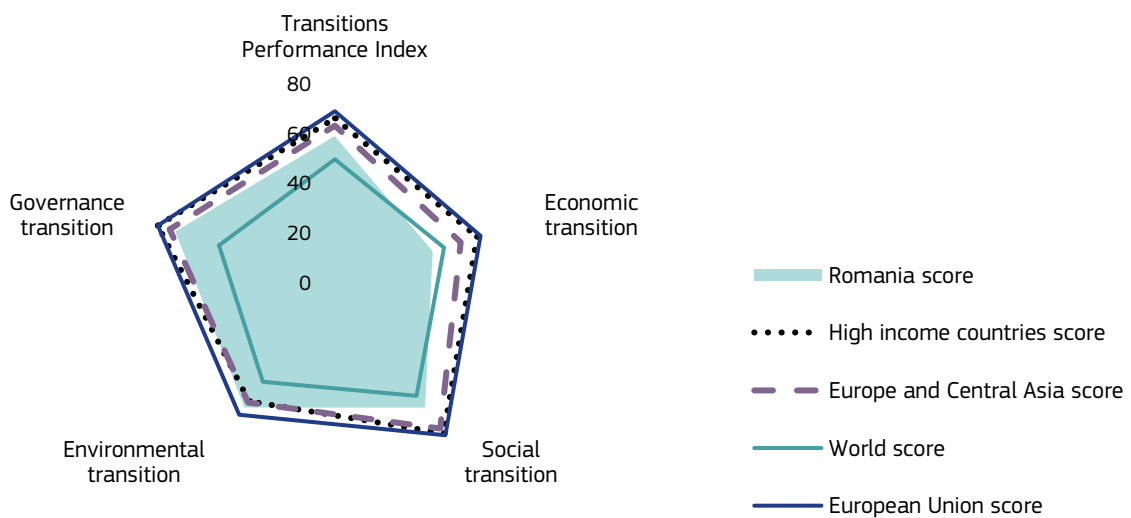 Transitions
Performance Index
80
60
40
20
0
Governance
transition
Economic
transition
Environmental
transition
Social
transition
Romania score
High income countries score
Europe and Central Asia score
World score
European Union score